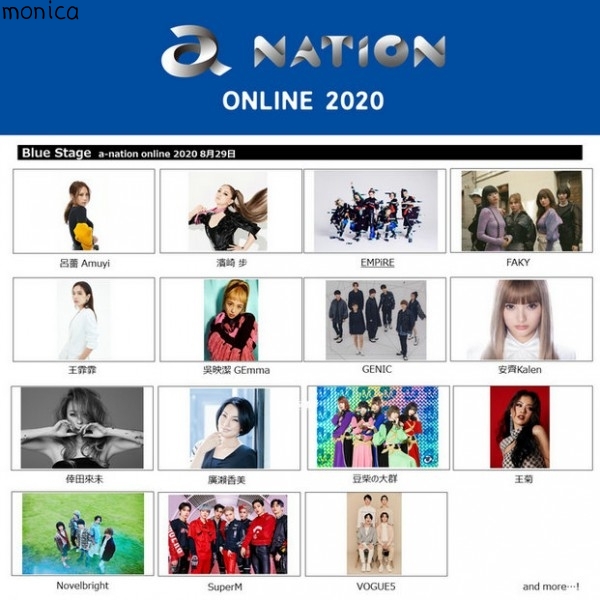 monica
a NATION
ONLINE 2020
Blue Stage a-nation online 2020 8月29日
呂薔 Amuyi
濱崎 步
EMPiRE
FAKY
王霏霏
吳映潔 GEmma
GENIC
安齊Kalen
倖田來未
廣瀨香美
豆柴の大群
王菊
Novelbright
SuperM
VOGUE5
and more…!